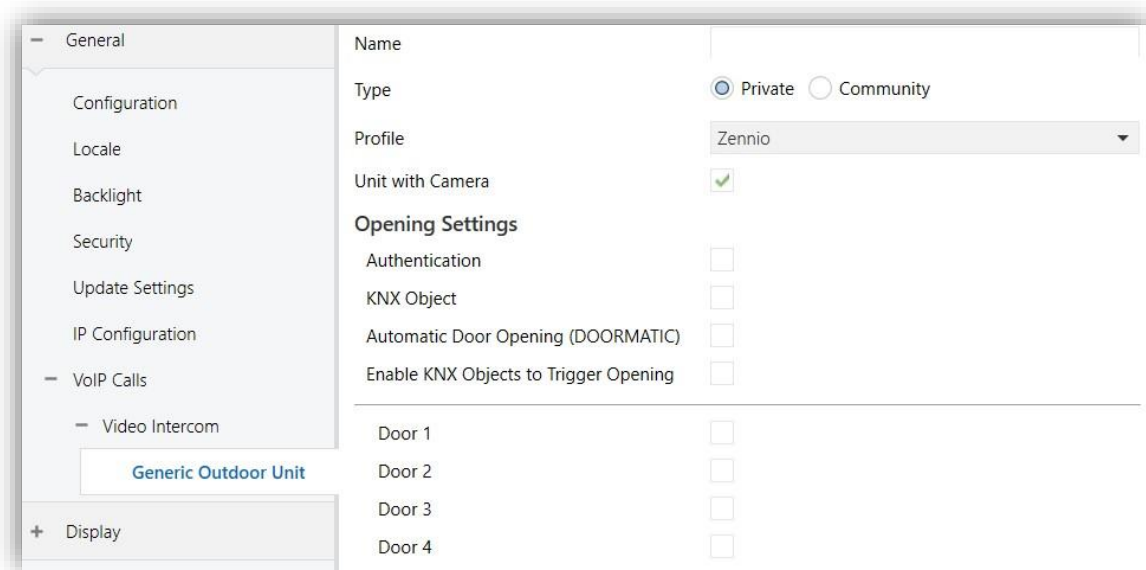 General
Configuration
Locale
Backlight
Security
Update Settings
IP Configuration
VoIP Calls
Video Intercom
Generic Outdoor Unit
Display
Name
Type Private Community
Profile Zennio
Unit with Camera
Opening Settings
Authentication
KNX Object
Automatic Door Opening (DOORMATIC)
Enable KNX Objects to Trigger Opening
Door 1
Door 2
Door 3
Door 4